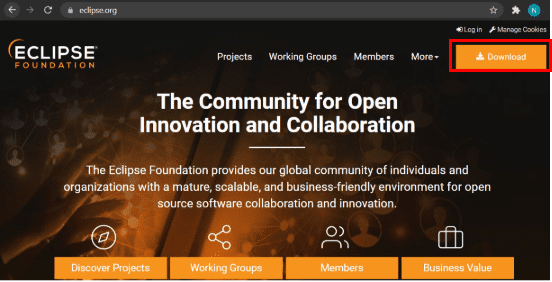 eclipse.org
N
Log in Manage Cookies
ECLIPSE®
FOUNDATION
Projects Working Groups Members More Download
The Community for Open
Innovation and Collaboration
The Eclipse Foundation provides our global community of individuals and
organizations with a mature, scalable, and business-friendly environment for open
source software collaboration and innovation.
Discover Projects Working Groups Members Business Value